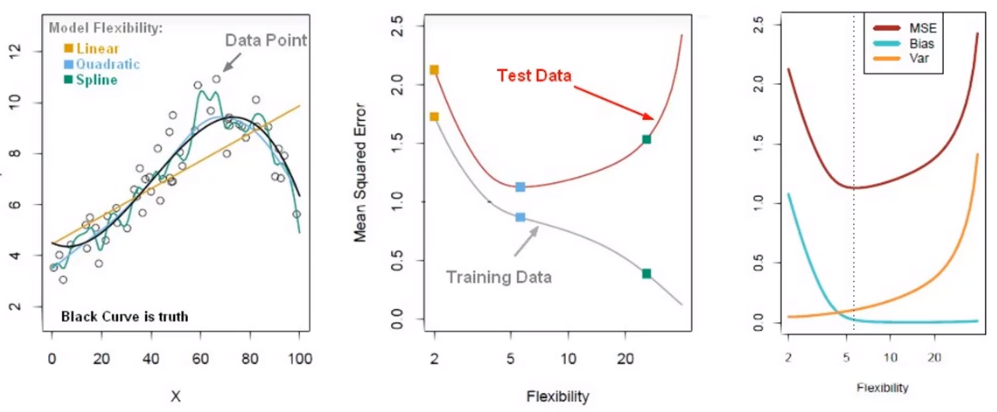 Model Flexibility:
Linear
Quadratic
Spline
Data Point
12
10
8
6
4
2
Black Curve is truth
0 20 40 60 80 100
X
Mean Squared Error
2.5
2.0
1.5
1.0
0.5
0.0
Test Data
Training Data
2 5 10 20
Flexibility
2.5
2.0
1.5
1.0
0.5
0.0
MSE
Bias
Var
2 5 10 20
Flexibility